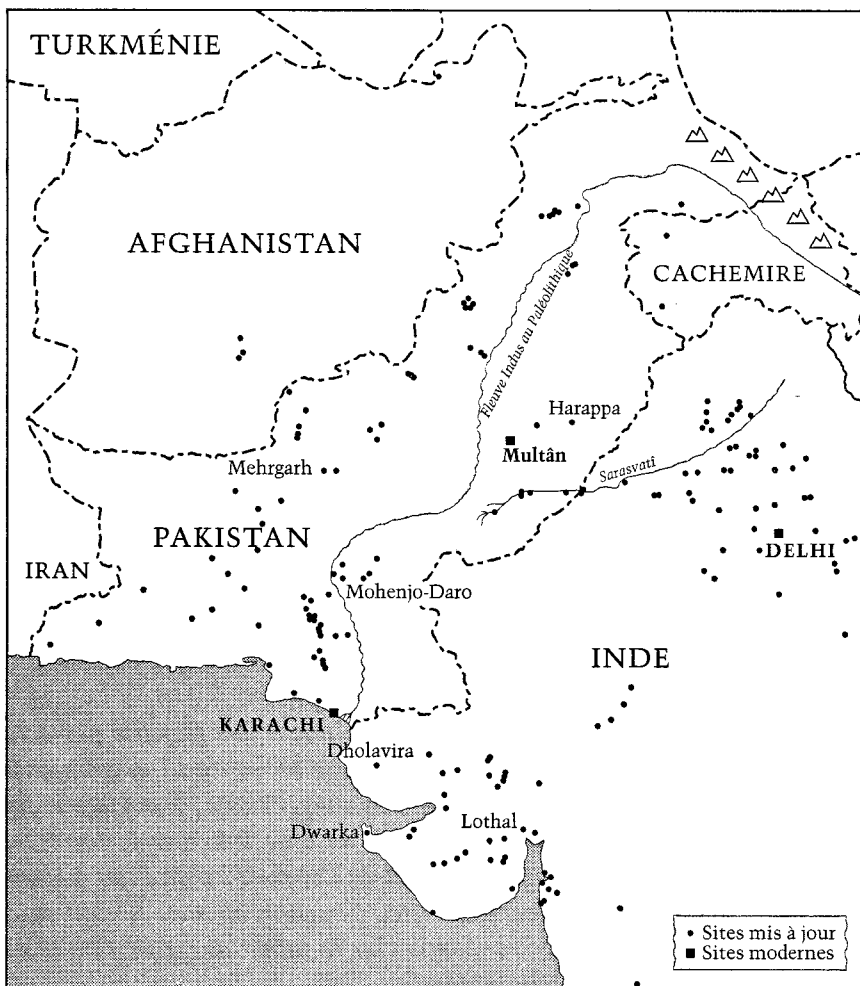 TURKMÉNIE
AFGHANISTAN
CACHEMIRE
Fleuve Indus au Paléolithique
Harappa
Multân
Sarasvatî
Mehrgarh
PAKISTAN
DELHI
IRAN
Mohenjo-Daro
INDE
KARACHI
Dholavira
Dwarka
Lothal
Sites mis à jour
Sites modernes